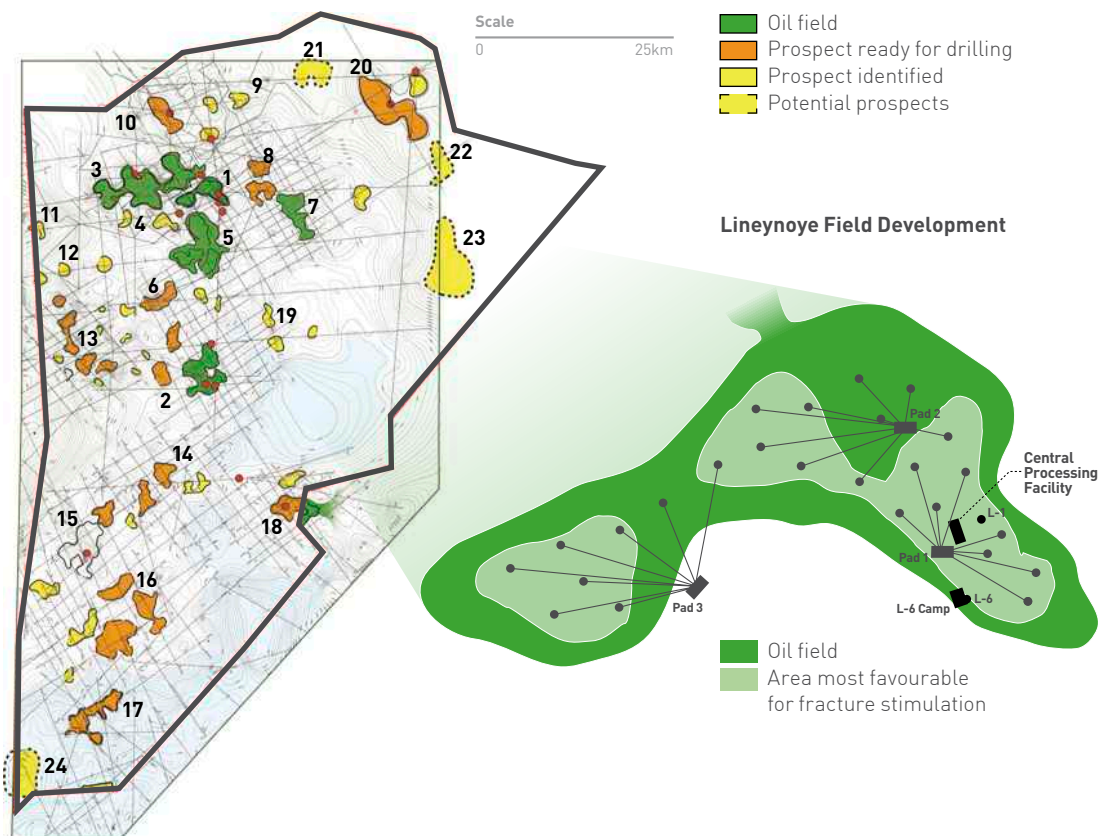 Scale
0 25km
Oil field
Prospect ready for drilling
Prospect identified
Potential prospects
21
20
9
10
8
22
3
1
11
4
7
5
23
12
6
19
13
2
14
15
18
16
17
24
Lineynoye Field Development
Pad 2
Central
Processing
Facility
L-1
Pad 1
L-6
L-6 Camp
Pad 3
Oil field
Area most favourable
for fracture stimulation